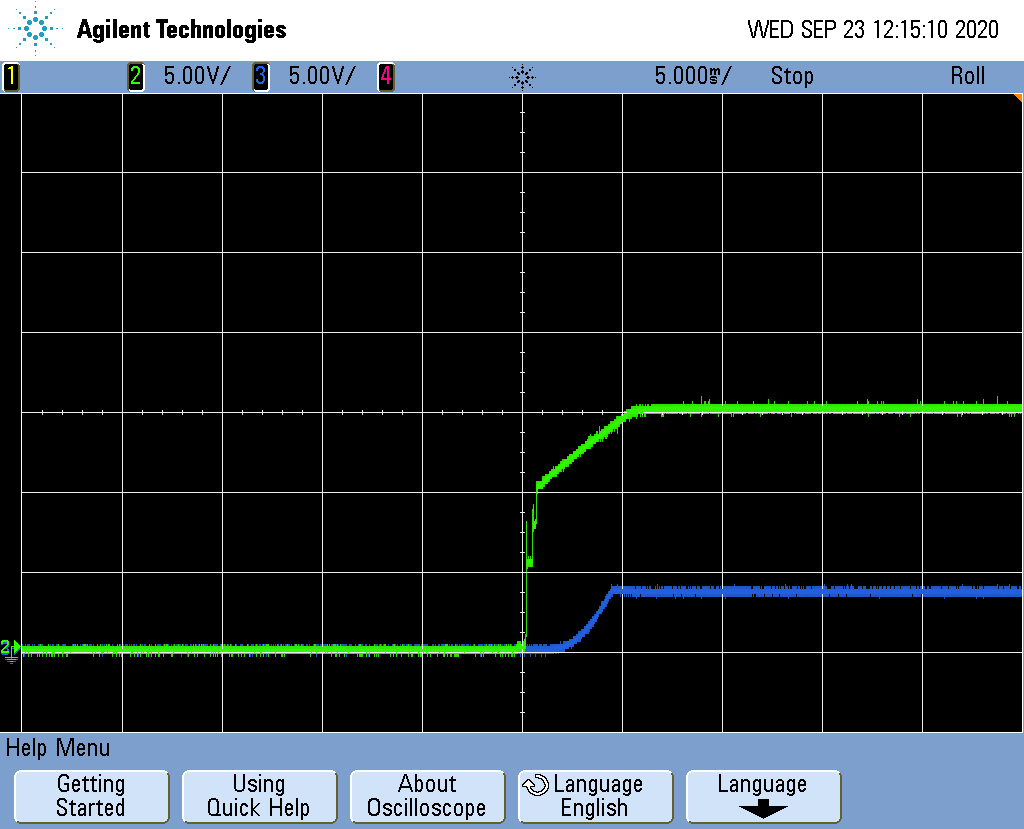 Agilent Technologies
WED SEP 23 12:15:10 2020
1 2 5.00V/ 3 5.00V/ 4 5.000ms/ Stop Roll
2
Help Menu
Getting
Started
Using
Quick Help
About
Oscilloscope
Language
English
Language